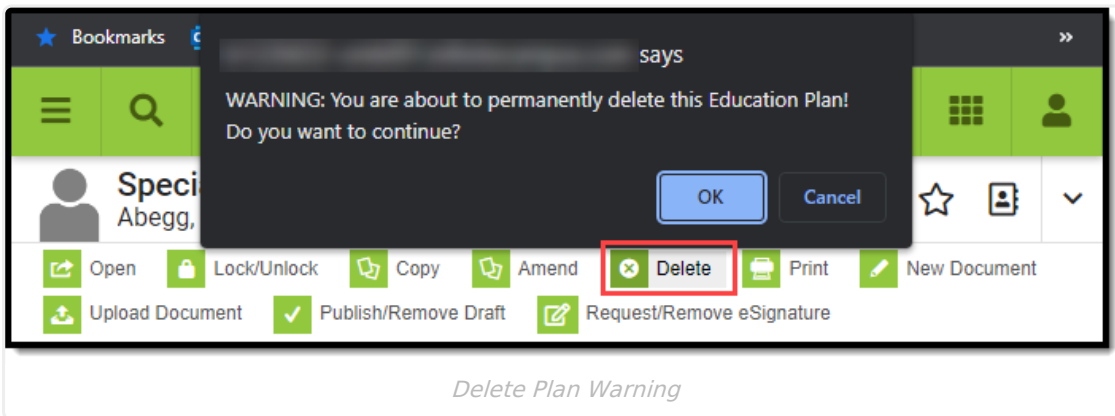 Bookmarks
says
WARNING: You are about to permanently delete this Education Plan!
Do you want to continue?
OK Cancel
Speci
Abegg,
Open Lock/Unlock Copy Amend Delete Print New Document
Upload Document Publish/Remove Draft Request/Remove eSignature
Delete Plan Warning